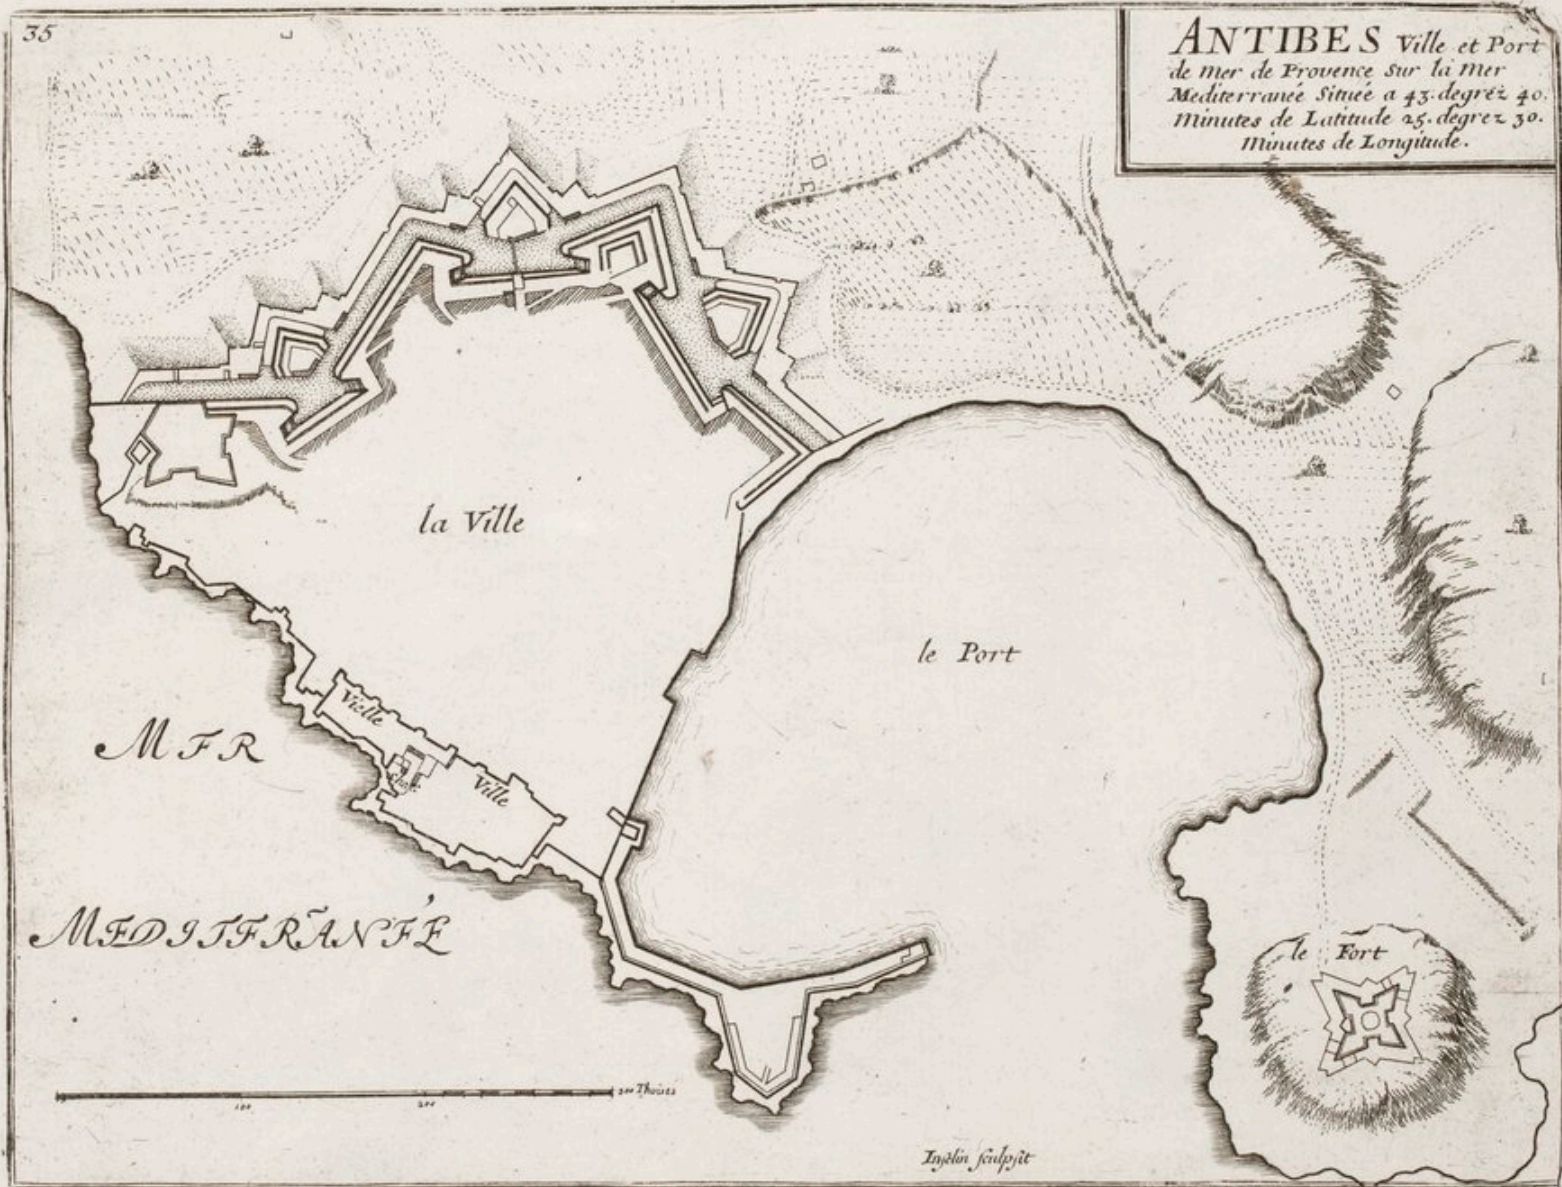 35
ANTIBES Ville et Port
de Mer de Provence Sur la Mer
Mediterranée Située a 43. degréz 40.
Minutes de Latitude 25. degrez 30.
Minutes de Longitude.
la Ville
le Port
Vielle
Ville
MER
MEDITERRANÉE
le Fort
100
200
300 Thoises
Inselin sculpsit